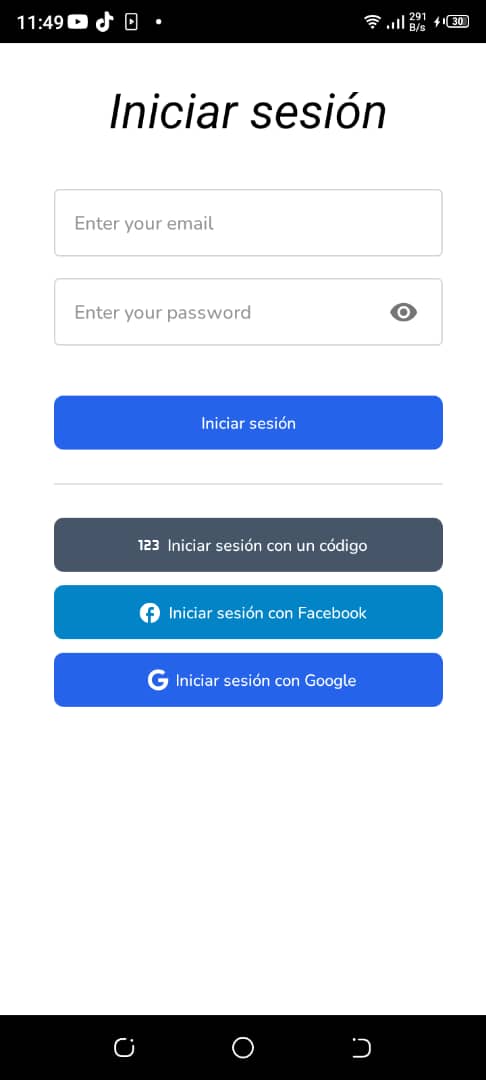 11:49
291
B/s
30
Iniciar sesión
Enter your email
Enter your password
Iniciar sesión
123 Iniciar sesión con un código
Iniciar sesión con Facebook
G Iniciar sesión con Google